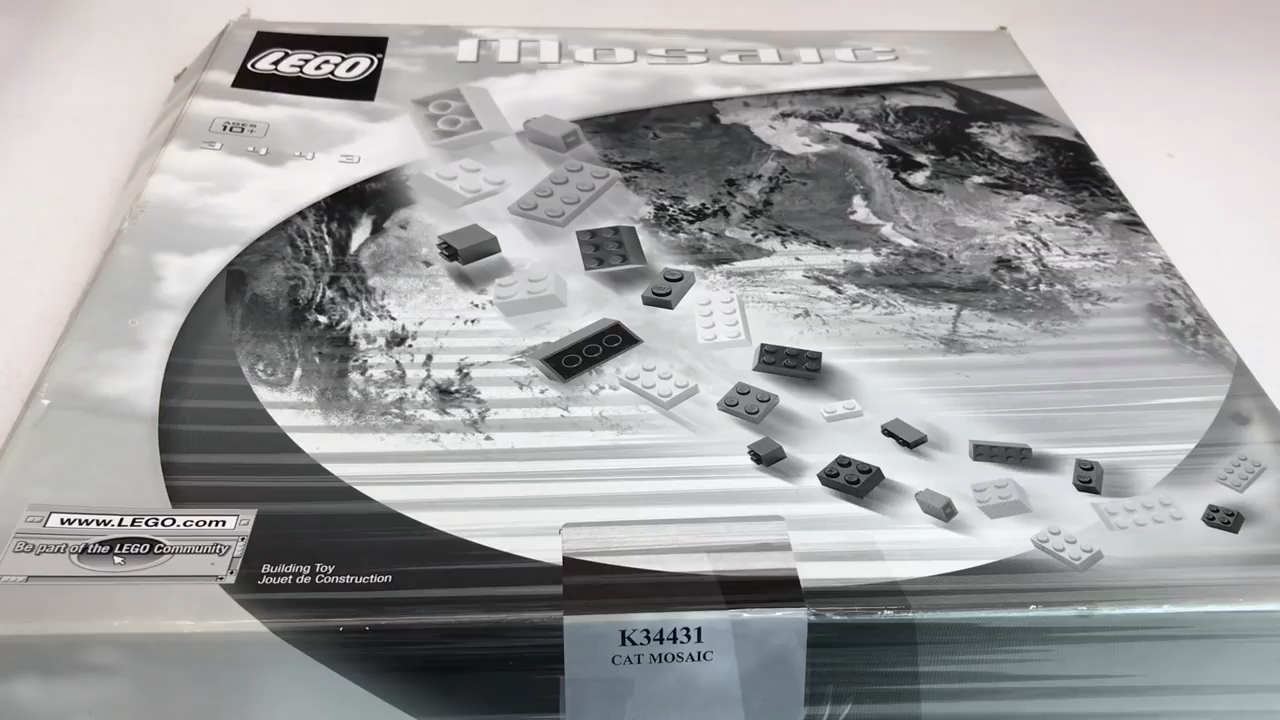 LEGO
Mosaic
AGES
10+
3443
www.LEGO.com
Be part of the LEGO Community
Building Toy
Jouet de Construction
K34431
CAT MOSAIC